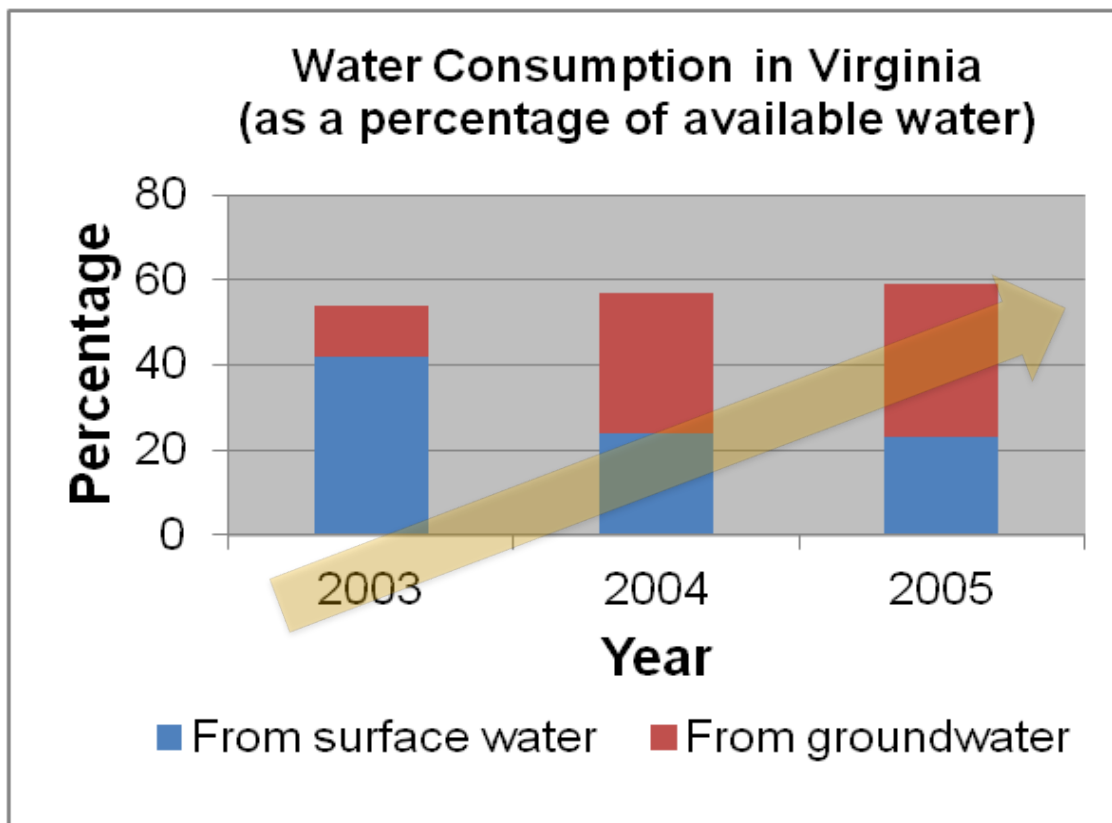 Water Consumption in Virginia
(as a percentage of available water)
Percentage
80
60
40
20
0
2003 2004 2005
Year
From surface water From groundwater